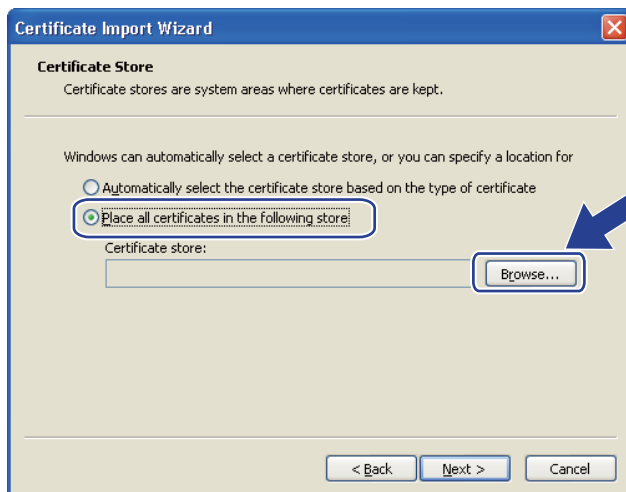 Certificate Import Wizard
Certificate Store
Certificate stores are system areas where certificates are kept.
Windows can automatically select a certificate store, or you can specify a location for
Automatically select the certificate store based on the type of certificate
Place all certificates in the following store
Certificate store:
Browse...
< Back Next > Cancel